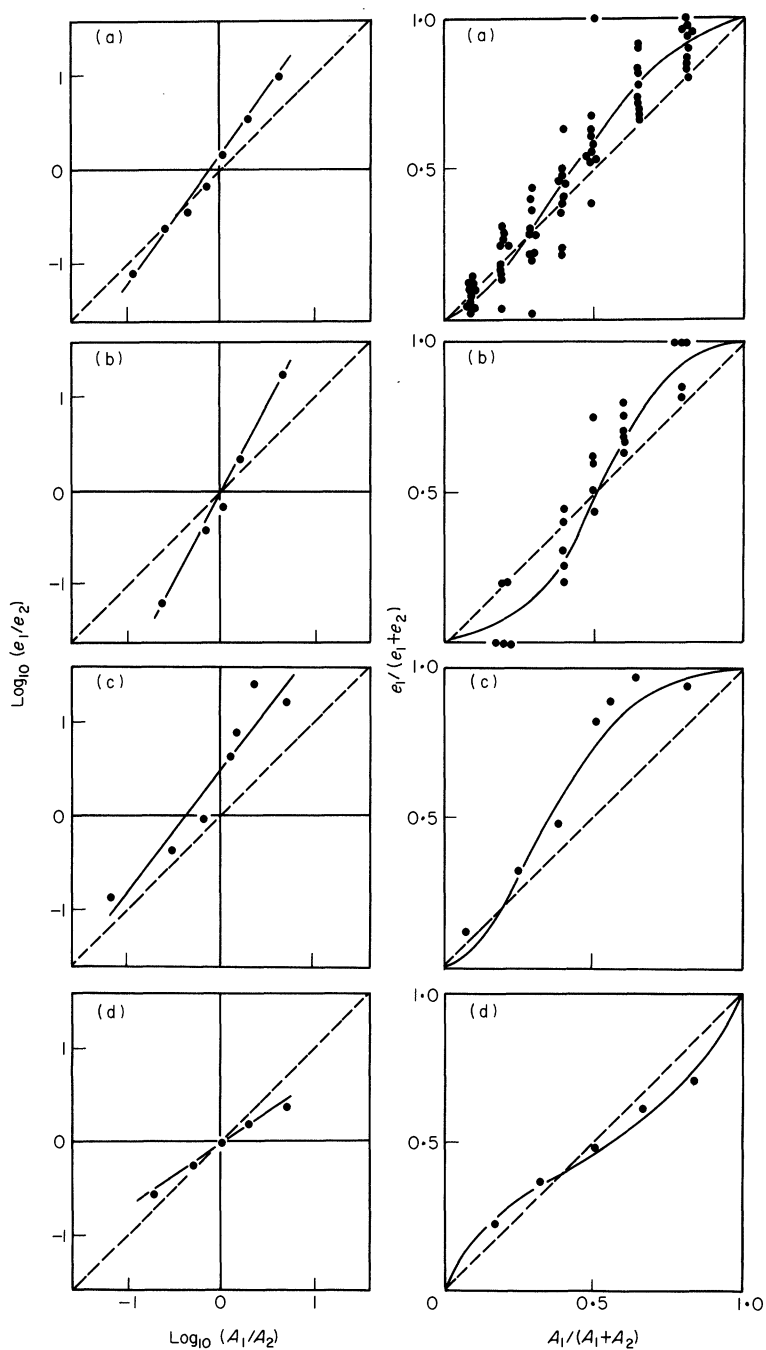 (a)
1
0
−1
(a)
1·0
0·5
(b)
1
0
−1
(b)
1·0
0·5
Log₁₀ (e₁/e₂)
e₁/(e₁+e₂)
(c)
1
0
−1
(c)
1·0
0·5
(d)
1
0
−1
(d)
1·0
0·5
−1 0 1
0 0·5 1·0
Log₁₀ (A₁/A₂)
A₁/(A₁+A₂)